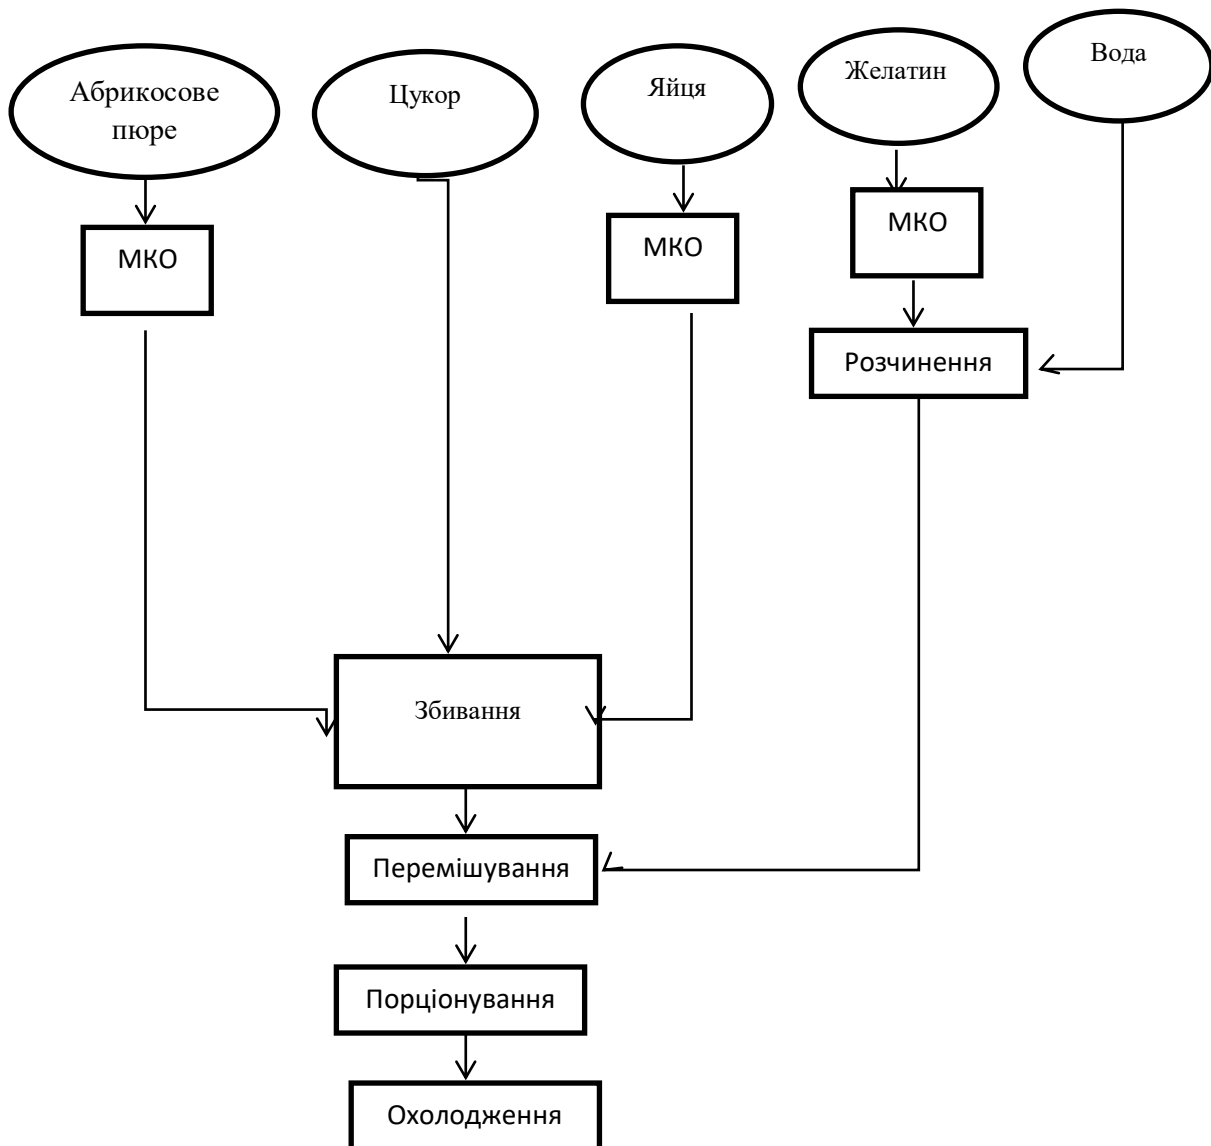 Абрикосове
пюре
Цукор
Яйця
Желатин
Вода
МКО
МКО
МКО
Розчинення
Збивання
Перемішування
Порціонування
Охолодження